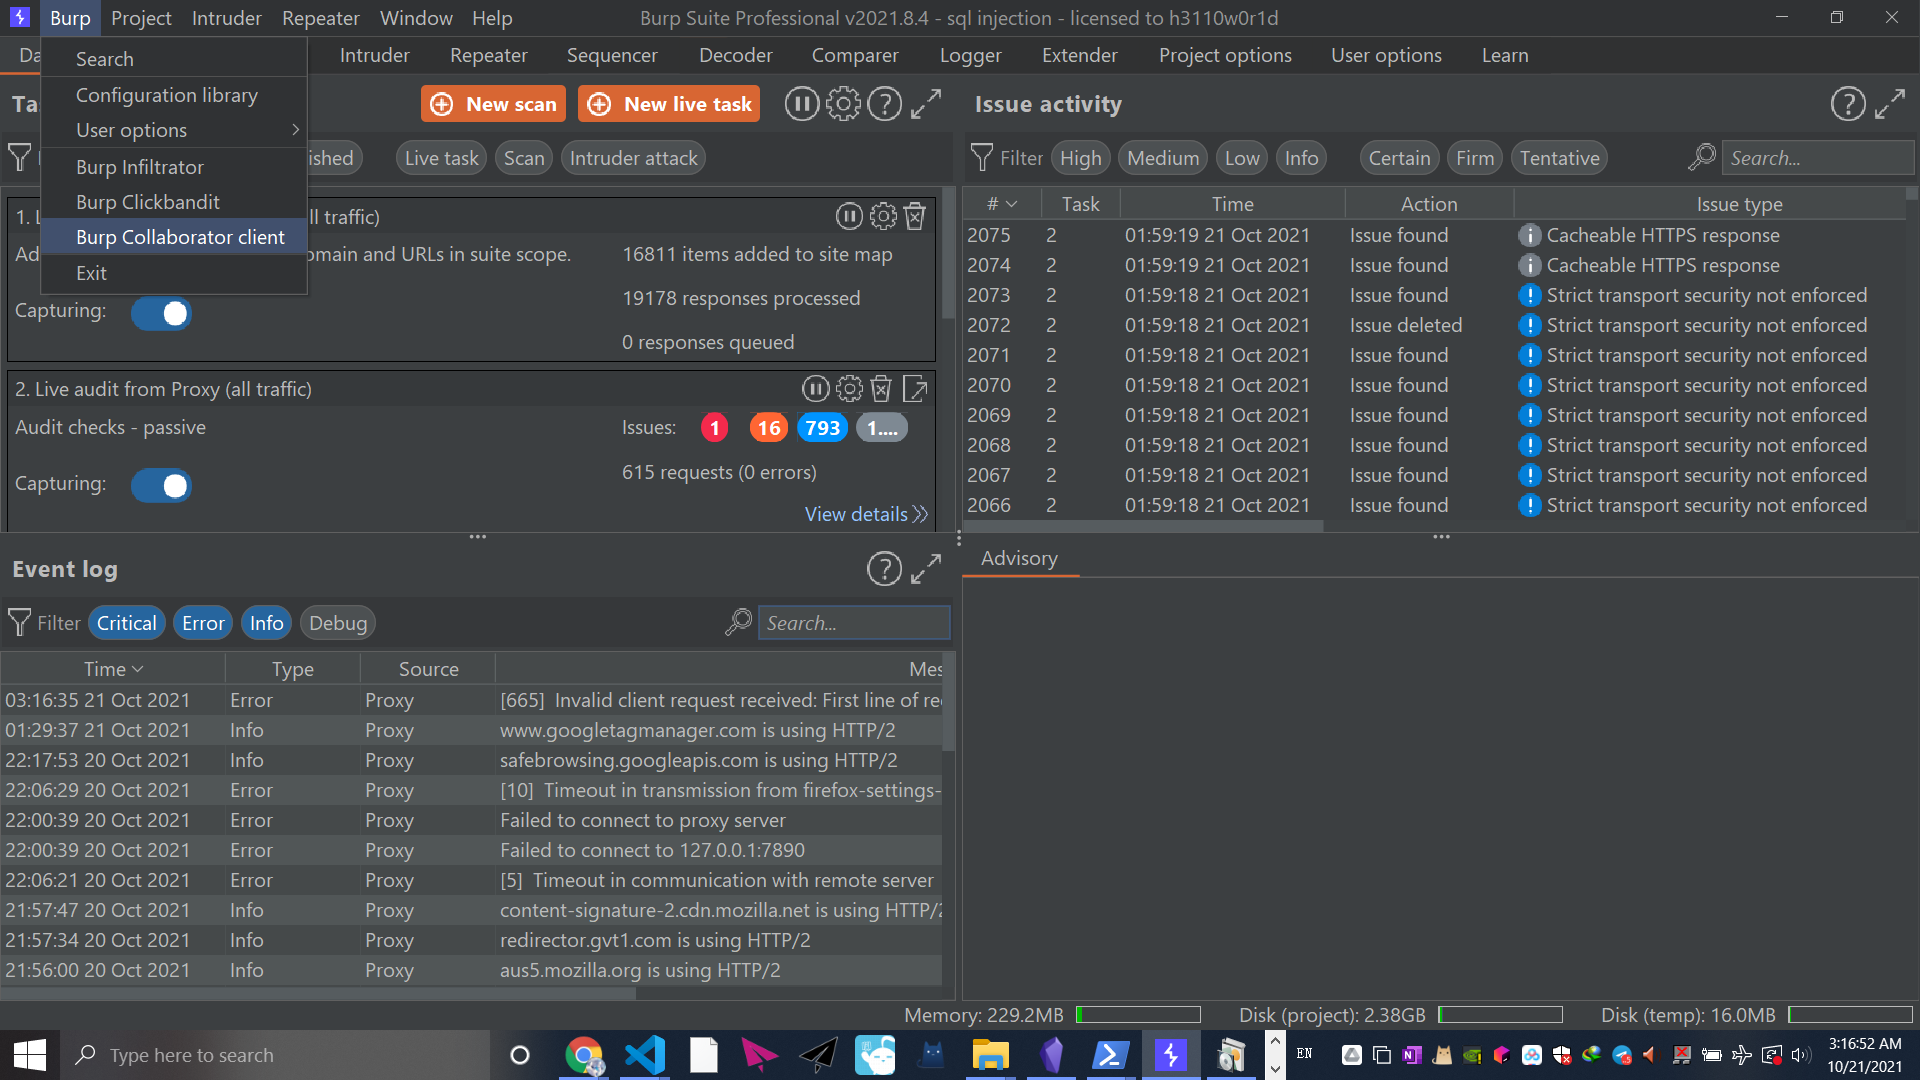 Burp Project Intruder Repeater Window Help
Burp Suite Professional v2021.8.4 - sql injection - licensed to h3110w0r1d
Da
Intruder Repeater Sequencer Decoder Comparer Logger Extender Project options User options Learn
Search
Configuration library
User options
Burp Infiltrator
Burp Clickbandit
Burp Collaborator client
Exit
Ta
New scan
New live task
ished
Live task Scan Intruder attack
1. L
ll traffic)
Ad
omain and URLs in suite scope.
16811 items added to site map
19178 responses processed
Capturing:
0 responses queued
2. Live audit from Proxy (all traffic)
Audit checks - passive
Issues: 1 16 793 1....
615 requests (0 errors)
Capturing:
View details
Issue activity
Filter High Medium Low Info Certain Firm Tentative Search...
# Task Time Action Issue type
2075 2 01:59:19 21 Oct 2021 Issue found Cacheable HTTPS response
2074 2 01:59:19 21 Oct 2021 Issue found Cacheable HTTPS response
2073 2 01:59:18 21 Oct 2021 Issue found Strict transport security not enforced
2072 2 01:59:18 21 Oct 2021 Issue deleted Strict transport security not enforced
2071 2 01:59:18 21 Oct 2021 Issue found Strict transport security not enforced
2070 2 01:59:18 21 Oct 2021 Issue found Strict transport security not enforced
2069 2 01:59:18 21 Oct 2021 Issue found Strict transport security not enforced
2068 2 01:59:18 21 Oct 2021 Issue found Strict transport security not enforced
2067 2 01:59:18 21 Oct 2021 Issue found Strict transport security not enforced
2066 2 01:59:18 21 Oct 2021 Issue found Strict transport security not enforced
Event log
Filter Critical Error Info Debug Search...
Time Type Source Mes
03:16:35 21 Oct 2021 Error Proxy [665] Invalid client request received: First line of re
01:29:37 21 Oct 2021 Info Proxy www.googletagmanager.com is using HTTP/2
22:17:53 20 Oct 2021 Info Proxy safebrowsing.googleapis.com is using HTTP/2
22:06:29 20 Oct 2021 Error Proxy [10] Timeout in transmission from firefox-settings-
22:00:39 20 Oct 2021 Error Proxy Failed to connect to proxy server
22:00:39 20 Oct 2021 Error Proxy Failed to connect to 127.0.0.1:7890
22:06:21 20 Oct 2021 Error Proxy [5] Timeout in communication with remote server
21:57:47 20 Oct 2021 Info Proxy content-signature-2.cdn.mozilla.net is using HTTP/2
21:57:34 20 Oct 2021 Info Proxy redirector.gvt1.com is using HTTP/2
21:56:00 20 Oct 2021 Info Proxy aus5.mozilla.org is using HTTP/2
Advisory
Memory: 229.2MB Disk (project): 2.38GB Disk (temp): 16.0MB
Type here to search
EN
3:16:52 AM
10/21/2021